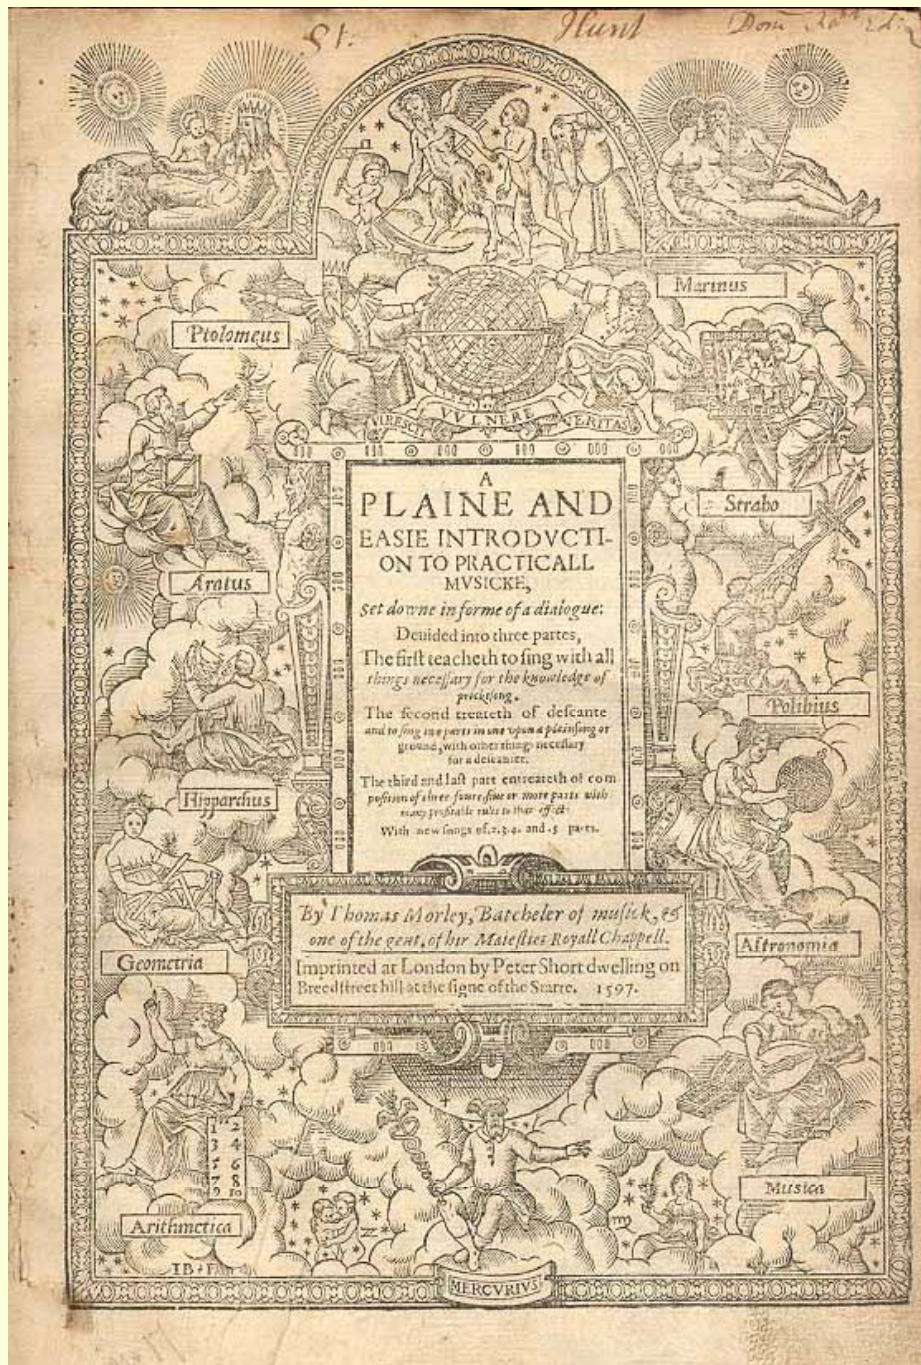 St:
Hunt
Ptolomeus
Marinus
VIRESCIT VVLNERE VERITAS
Strabo
Aratus
Polibius
Hipparchus
Astronomia
Geometria
Musica
Arithmetica
A
PLAINE AND
EASIE INTRODVCTI-
ON TO PRACTICALL
MVSICKE,
Set downe in forme of a dialogue:
Deuided into three partes,
The first teacheth to sing with all
things necessary for the knowledge of
pricktsong.
The second treateth of descante
and to sing two parts in one vpon a plainsong or
ground, with other things necessary
for a descanter.
The third and last part entreateth of com
position of three, foure, fiue or more parts with
many profitable rules to that effect
With new songs of. 2. 3. 4. and .5 parts.
By Thomas Morley, Batcheler of musick, &
one of the gent, of hir Maiesties Royall Chappell.
Imprinted at London by Peter Short dwelling on
Breedstreet hill at the signe of the Starre. 1597.
1 2
3 4
5 6
7 8
9 10
IB F
MERCVRIVS